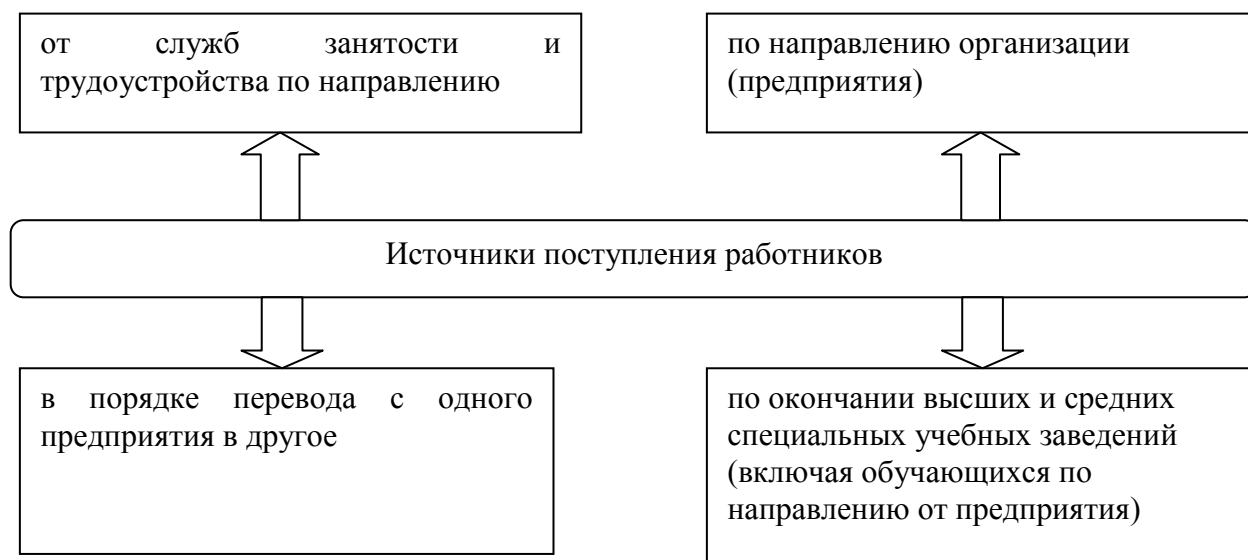 от служб занятости и
трудоустройства по направлению
по направлению организации
(предприятия)
Источники поступления работников
в порядке перевода с одного
предприятия в другое
по окончании высших и средних
специальных учебных заведений
(включая обучающихся по
направлению от предприятия)